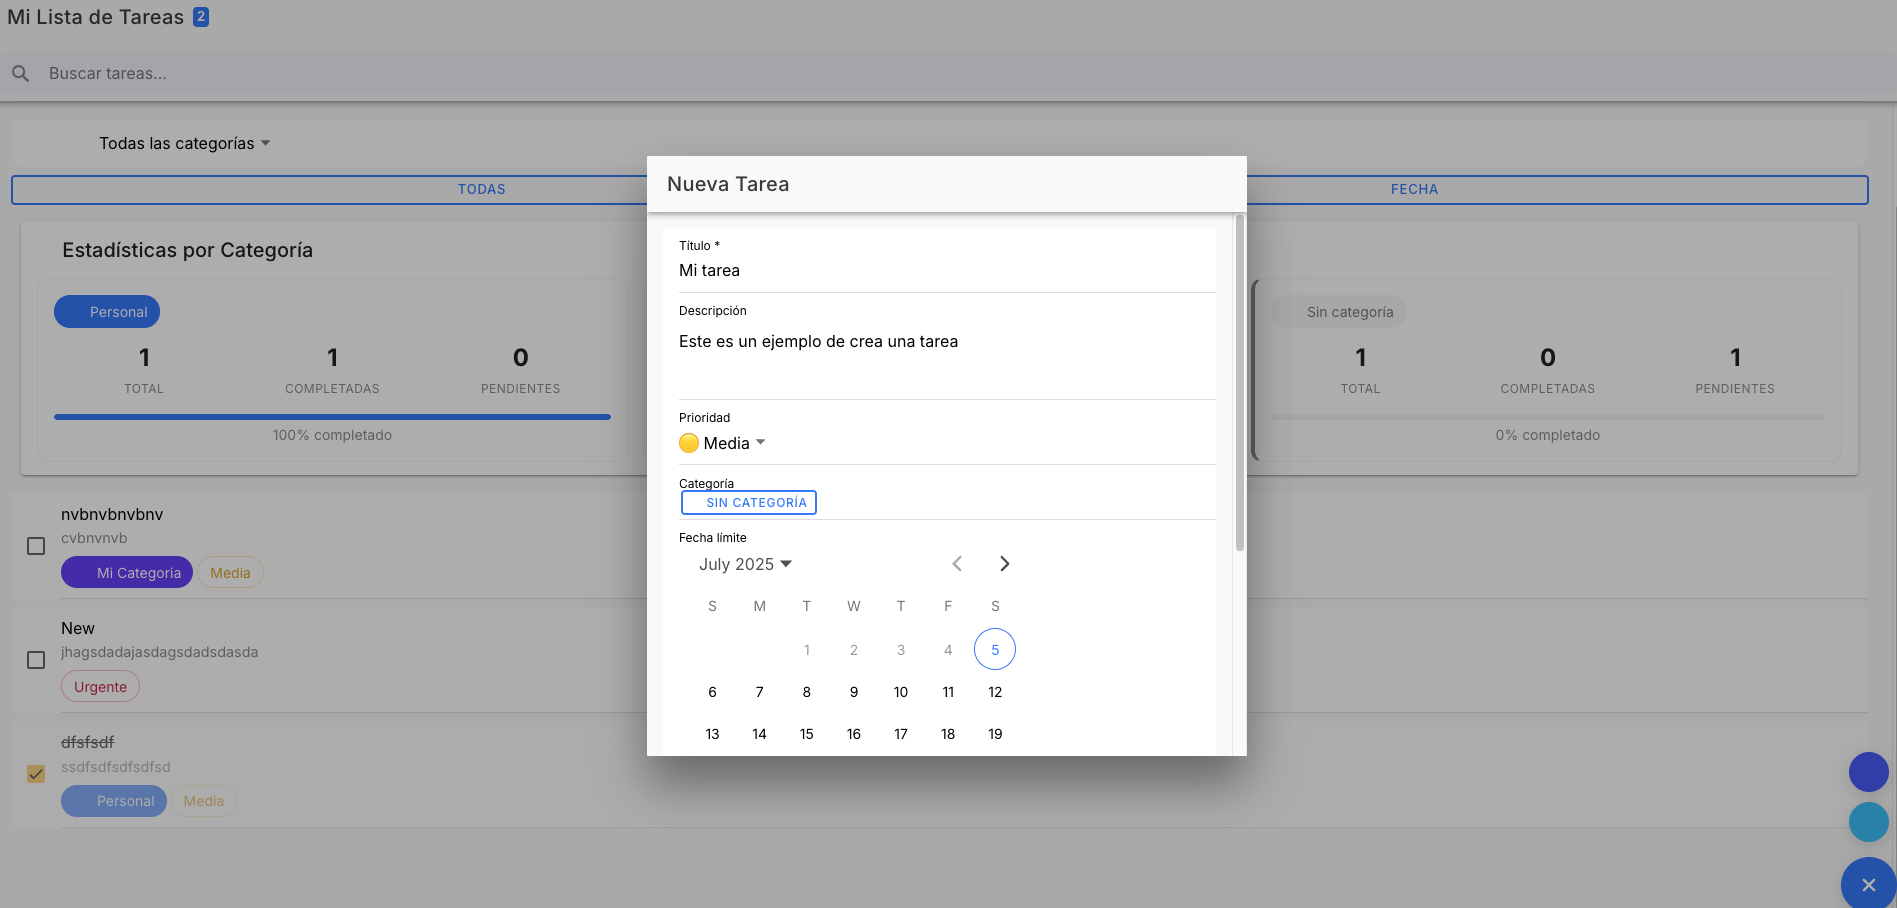 Mi Lista de Tareas 2
Buscar tareas...
Todas las categorías
TODAS
FECHA
Estadísticas por Categoría
Personal
1 1 0
TOTAL COMPLETADAS PENDIENTES
100% completado
Sin categoría
1 0 1
TOTAL COMPLETADAS PENDIENTES
0% completado
nvbnvbnvbnv
cvbnvnvb
Mi Categoria Media
New
jhagsdadajasdagsdadsdasda
Urgente
dfsfsdf
ssdfsdfsdfsdfsd
Personal Media
Nueva Tarea
Título *
Mi tarea
Descripción
Este es un ejemplo de crea una tarea
Prioridad
Media
Categoría
SIN CATEGORÍA
Fecha límite
July 2025
S M T W T F S
1 2 3 4 5
6 7 8 9 10 11 12
13 14 15 16 17 18 19